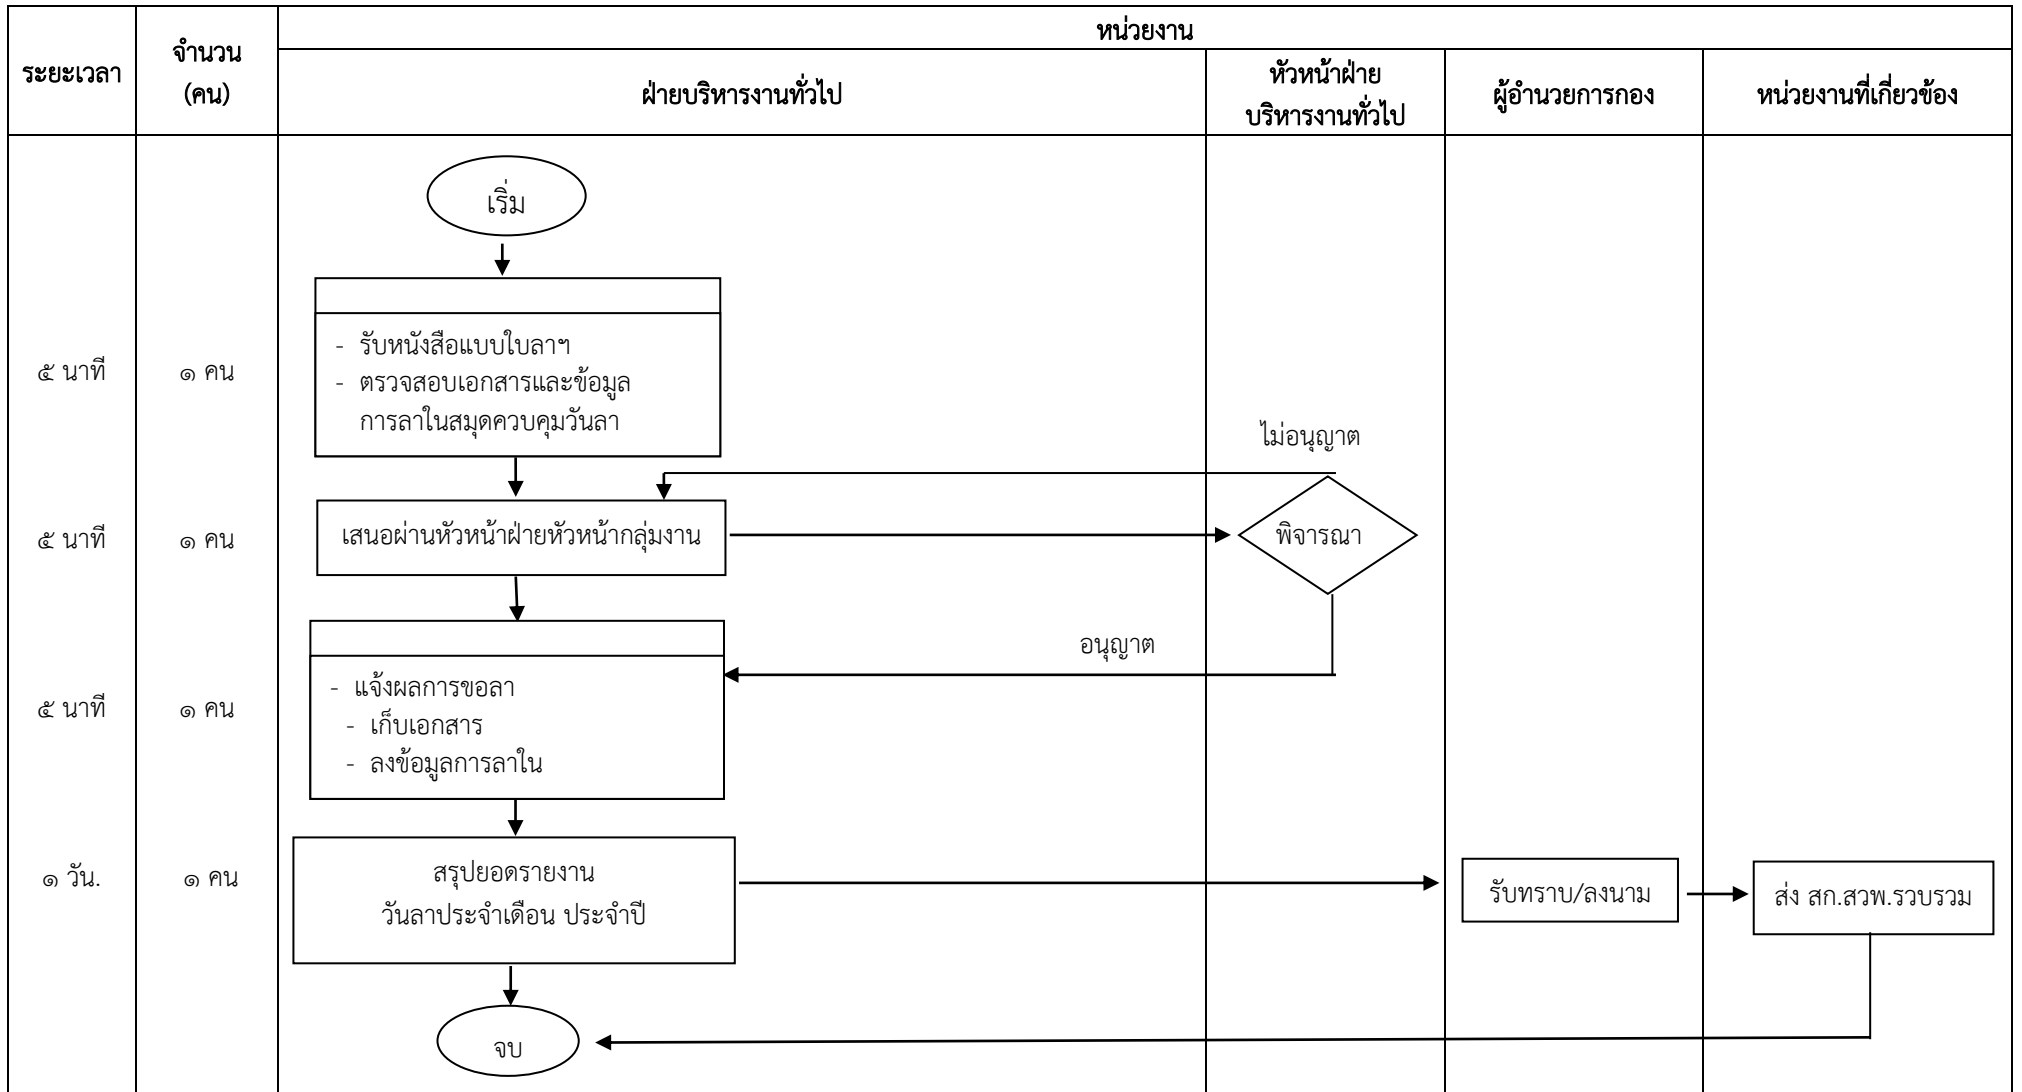 หน่วยงาน
ระยะเวลา
จำนวน
(คน)
ฝ่ายบริหารงานทั่วไป
หัวหน้าฝ่าย
บริหารงานทั่วไป
ผู้อำนวยการกอง
หน่วยงานที่เกี่ยวข้อง
เริ่ม
๕ นาที
๑ คน
- รับหนังสือแบบใบลาฯ
- ตรวจสอบเอกสารและข้อมูล
การลาในสมุดควบคุมวันลา
ไม่อนุญาต
๕ นาที
๑ คน
เสนอผ่านหัวหน้าฝ่ายหัวหน้ากลุ่มงาน
พิจารณา
อนุญาต
๕ นาที
๑ คน
- แจ้งผลการขอลา
- เก็บเอกสาร
- ลงข้อมูลการลาใน
๑ วัน.
๑ คน
สรุปยอดรายงาน
วันลาประจำเดือน ประจำปี
รับทราบ/ลงนาม
ส่ง สก.สวพ.รวบรวม
จบ